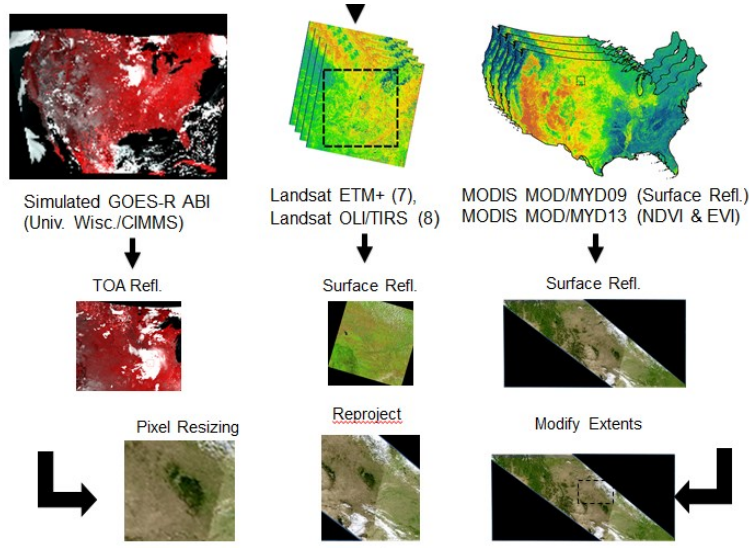 Simulated GOES-R ABI
(Univ. Wisc./CIMMS)
Landsat ETM+ (7),
Landsat OLI/TIRS (8)
MODIS MOD/MYD09 (Surface Refl.)
MODIS MOD/MYD13 (NDVI & EVI)
TOA Refl.
Surface Refl.
Surface Refl.
Pixel Resizing
Reproject
Modify Extents